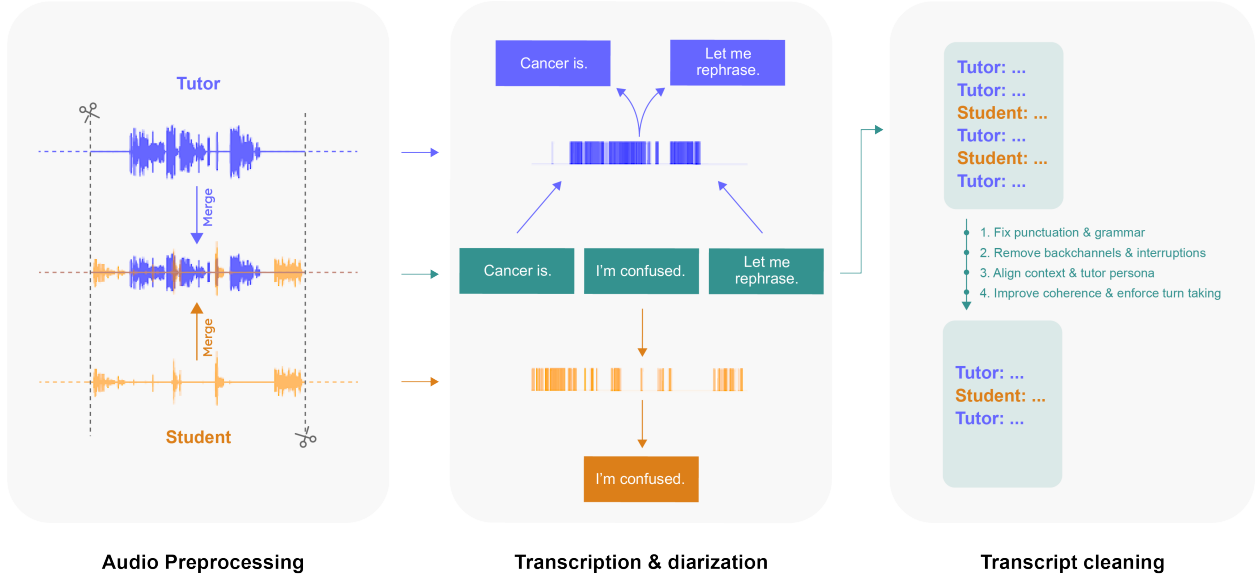 Tutor
Merge
Merge
Student
Audio Preprocessing
Cancer is.
Let me
rephrase.
Cancer is.
I'm confused.
Let me
rephrase.
I'm confused.
Transcription & diarization
Tutor: ...
Tutor: ...
Student: ...
Tutor: ...
Student: ...
Tutor: ...
1. Fix punctuation & grammar
2. Remove backchannels & interruptions
3. Align context & tutor persona
4. Improve coherence & enforce turn taking
Tutor: ...
Student: ...
Tutor: ...
Transcript cleaning